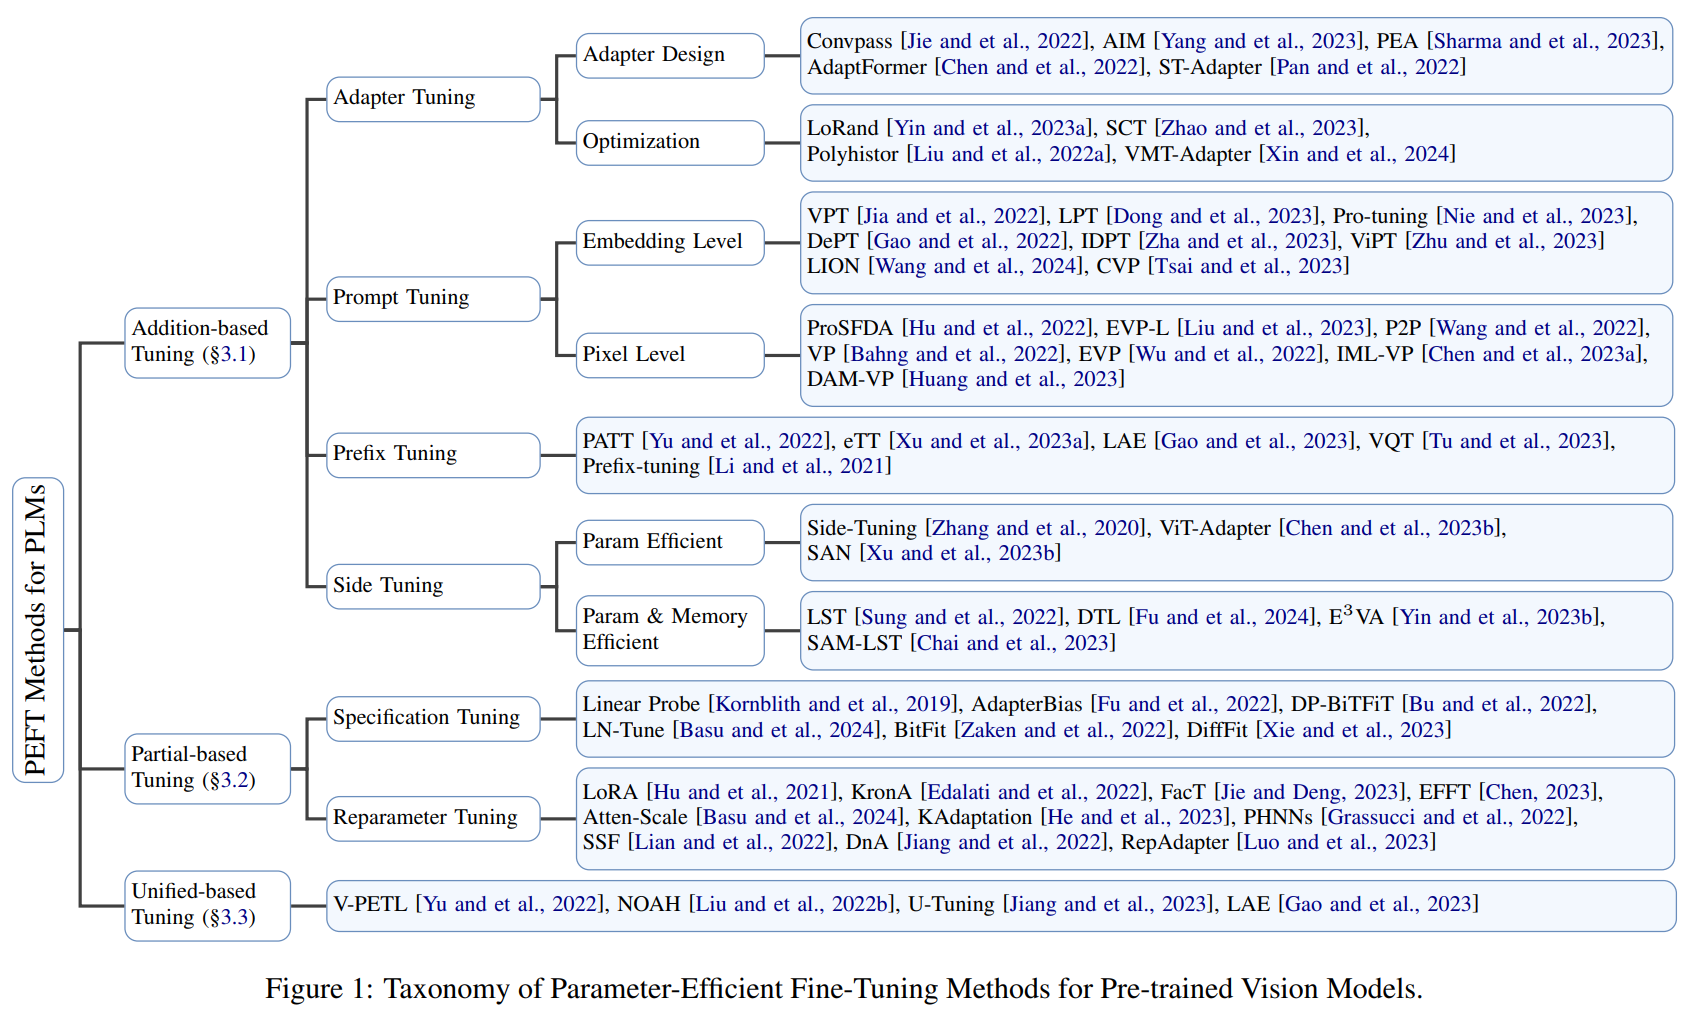 PEFT Methods for PLMs
Addition-based
Tuning (§3.1)
Adapter Tuning
Adapter Design
Convpass [Jie and et al., 2022], AIM [Yang and et al., 2023], PEA [Sharma and et al., 2023],
AdaptFormer [Chen and et al., 2022], ST-Adapter [Pan and et al., 2022]
Optimization
LoRand [Yin and et al., 2023a], SCT [Zhao and et al., 2023],
Polyhistor [Liu and et al., 2022a], VMT-Adapter [Xin and et al., 2024]
Prompt Tuning
Embedding Level
VPT [Jia and et al., 2022], LPT [Dong and et al., 2023], Pro-tuning [Nie and et al., 2023],
DePT [Gao and et al., 2022], IDPT [Zha and et al., 2023], ViPT [Zhu and et al., 2023]
LION [Wang and et al., 2024], CVP [Tsai and et al., 2023]
Pixel Level
ProSFDA [Hu and et al., 2022], EVP-L [Liu and et al., 2023], P2P [Wang and et al., 2022],
VP [Bahng and et al., 2022], EVP [Wu and et al., 2022], IML-VP [Chen and et al., 2023a],
DAM-VP [Huang and et al., 2023]
Prefix Tuning
PATT [Yu and et al., 2022], eTT [Xu and et al., 2023a], LAE [Gao and et al., 2023], VQT [Tu and et al., 2023],
Prefix-tuning [Li and et al., 2021]
Side Tuning
Param Efficient
Side-Tuning [Zhang and et al., 2020], ViT-Adapter [Chen and et al., 2023b],
SAN [Xu and et al., 2023b]
Param & Memory
Efficient
LST [Sung and et al., 2022], DTL [Fu and et al., 2024], E³VA [Yin and et al., 2023b],
SAM-LST [Chai and et al., 2023]
Partial-based
Tuning (§3.2)
Specification Tuning
Linear Probe [Kornblith and et al., 2019], AdapterBias [Fu and et al., 2022], DP-BiTFiT [Bu and et al., 2022],
LN-Tune [Basu and et al., 2024], BitFit [Zaken and et al., 2022], DiffFit [Xie and et al., 2023]
Reparameter Tuning
LoRA [Hu and et al., 2021], KronA [Edalati and et al., 2022], FacT [Jie and Deng, 2023], EFFT [Chen, 2023],
Atten-Scale [Basu and et al., 2024], KAdaptation [He and et al., 2023], PHNNs [Grassucci and et al., 2022],
SSF [Lian and et al., 2022], DnA [Jiang and et al., 2022], RepAdapter [Luo and et al., 2023]
Unified-based
Tuning (§3.3)
V-PETL [Yu and et al., 2022], NOAH [Liu and et al., 2022b], U-Tuning [Jiang and et al., 2023], LAE [Gao and et al., 2023]
Figure 1: Taxonomy of Parameter-Efficient Fine-Tuning Methods for Pre-trained Vision Models.